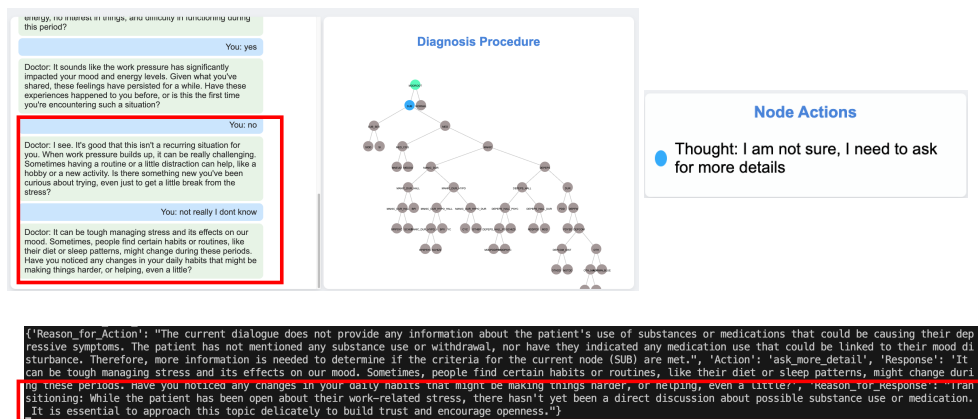 energy, no interest in things, and difficulty in functioning during
this period?
You: yes
Doctor: It sounds like the work pressure has significantly
impacted your mood and energy levels. Given what you've
shared, these feelings have persisted for a while. Have these
experiences happened to you before, or is this the first time
you're encountering such a situation?
You: no
Doctor: I see. It's good that this isn't a recurring situation for
you. When work pressure builds up, it can be really challenging.
Sometimes having a routine or a little distraction can help, like a
hobby or a new activity. Is there something new you've been
curious about trying, even just to get a little break from the
stress?
You: not really I dont know
Doctor: It can be tough managing stress and its effects on our
mood. Sometimes, people find certain habits or routines, like
their diet or sleep patterns, might change during these periods.
Have you noticed any changes in your daily habits that might be
making things harder, or helping, even a little?
Diagnosis Procedure
Node Actions
Thought: I am not sure, I need to ask
for more details
{'Reason_for_Action': "The current dialogue does not provide any information about the patient's use of substances or medications that could be causing their dep
ressive symptoms. The patient has not mentioned any substance use or withdrawal, nor have they indicated any medication use that could be linked to their mood di
sturbance. Therefore, more information is needed to determine if the criteria for the current node (SUB) are met.", 'Action': 'ask_more_detail', 'Response': 'It
can be tough managing stress and its effects on our mood. Sometimes, people find certain habits or routines, like their diet or sleep patterns, might change duri
ng these periods. Have you noticed any changes in your daily habits that might be making things harder, or helping, even a little?', 'Reason_for_Response': "Tran
sitioning: While the patient has been open about their work-related stress, there hasn't yet been a direct discussion about possible substance use or medication.
It is essential to approach this topic delicately to build trust and encourage openness."}